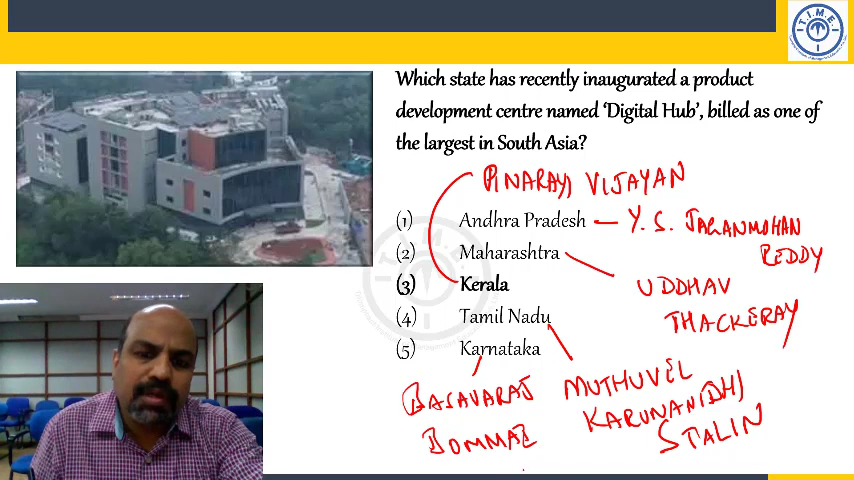 T.I.M.E.
Which state has recently inaugurated a product
development centre named ‘Digital Hub’, billed as one of
the largest in South Asia?
PINARAYI VIJAYAN
(1) Andhra Pradesh — Y. S. JAGANMOHAN
REDDY
(2) Maharashtra
UDDHAV
THACKERAY
(3) Kerala
(4) Tamil Nadu
(5) Karnataka
BASAVARAJ
BOMMAI
MUTHUVEL
KARUNANIDHI
STALIN